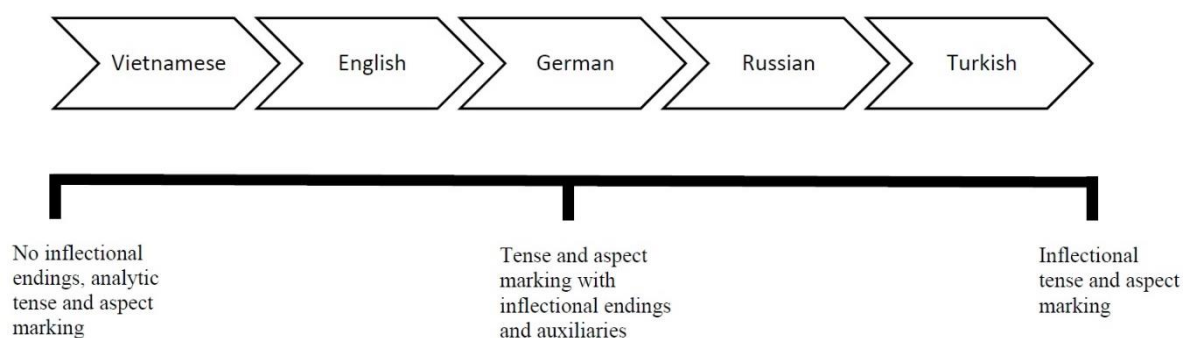 Vietnamese
English
German
Russian
Turkish
No inflectional
endings, analytic
tense and aspect
marking
Tense and aspect
marking with
inflectional endings
and auxiliaries
Inflectional
tense and aspect
marking